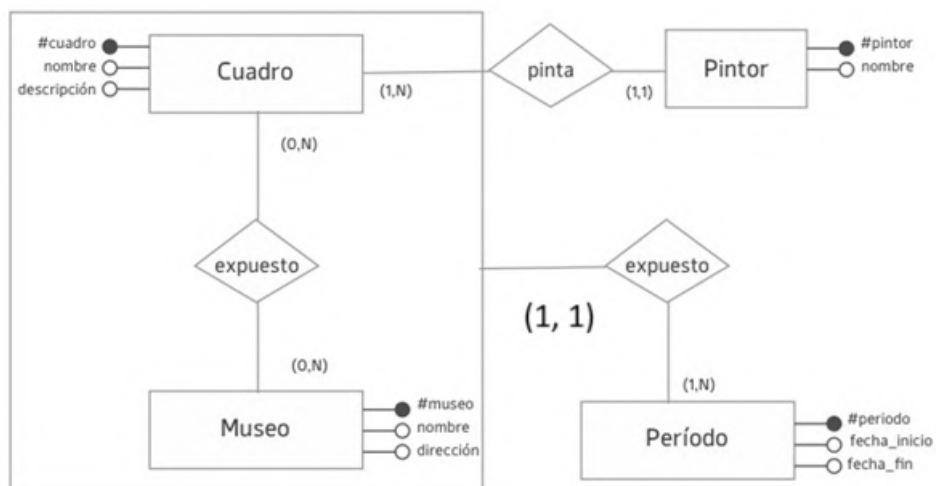 #cuadro
nombre
descripción
Cuadro
(1,N)
pinta
(1,1)
Pintor
#pintor
nombre
(0,N)
expuesto
(0,N)
Museo
#museo
nombre
dirección
expuesto
(1, 1)
(1,N)
Período
#periodo
fecha_inicio
fecha_fin